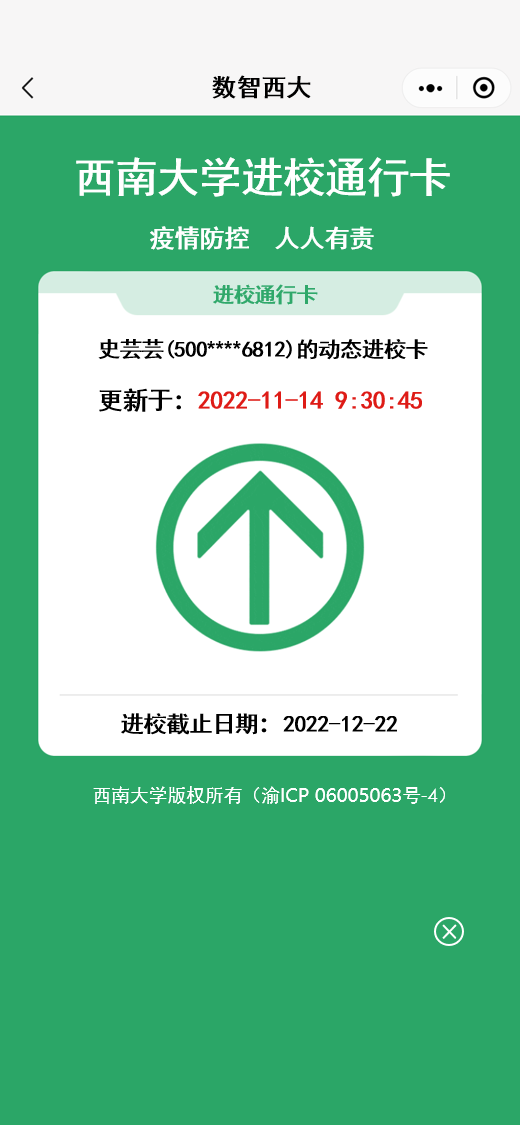 数智西大
西南大学进校通行卡
疫情防控 人人有责
进校通行卡
史芸芸(500****6812)的动态进校卡
更新于：2022-11-14 9:30:45
进校截止日期：2022-12-22
西南大学版权所有（渝ICP 06005063号-4）